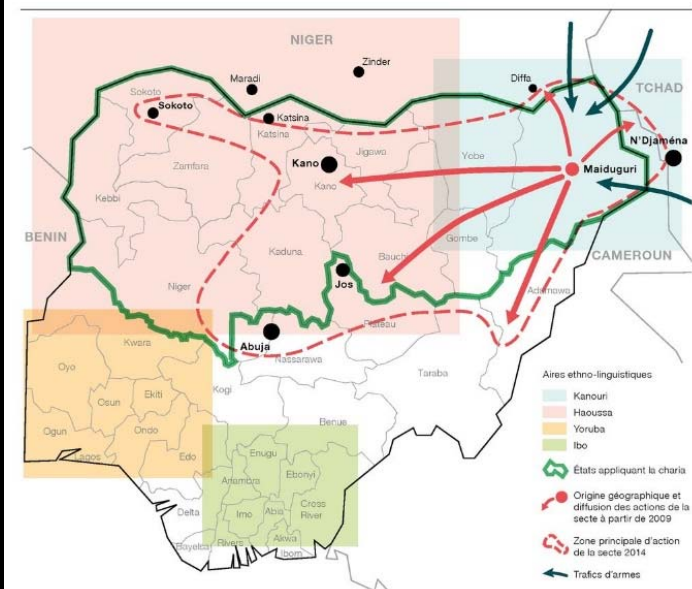 NIGER
Zinder
Maradi
Diffa
TCHAD
Sokoto
Sokoto
Katsina
Katsina
N'Djaména
Jigawa
Yobe
Kano
Maiduguri
Zamfara
Kano
Kebbi
BENIN
Gombe
CAMEROUN
Kaduna
Bauchi
Niger
Jos
Adamawa
Abuja
Plateau
Kwara
Nassarawa
Oyo
Taraba
Kogi
Osun
Ekiti
Benue
Ogun
Ondo
Enugu
Lagos
Edo
Ebonyi
Anambra
Cross
River
Delta
Imo
Abia
Bayelsa
Rivers
Akwa
Ibom
Aires ethno-linguistiques
Kanouri
Haoussa
Yoruba
Ibo
États appliquant la charia
Origine géographique et
diffusion des actions de la
secte à partir de 2009
Zone principale d'action
de la secte 2014
Trafics d'armes